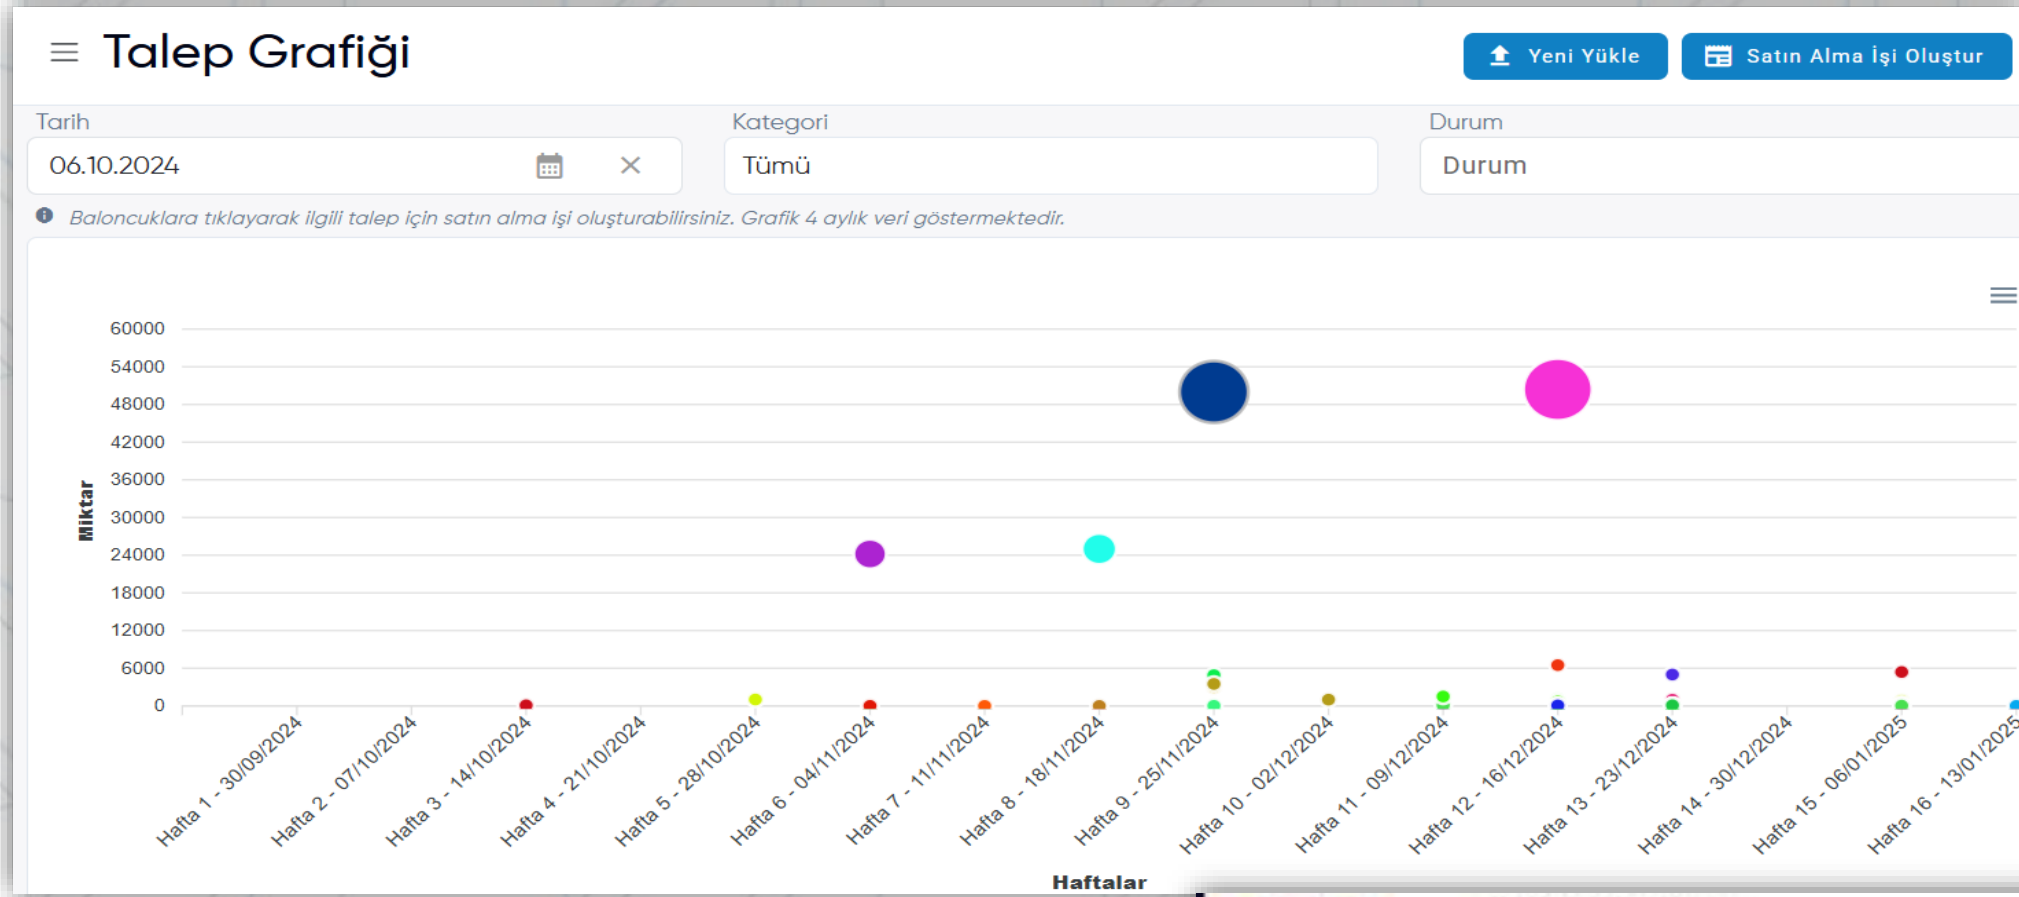 Talep Grafiği
Yeni Yükle
Satın Alma İşi Oluştur
Tarih
Kategori
Durum
06.10.2024
Tümü
Durum
Baloncuklara tıklayarak ilgili talep için satın alma işi oluşturabilirsiniz. Grafik 4 aylık veri göstermektedir.
60000
54000
48000
42000
36000
30000
24000
18000
12000
6000
0
Miktar
Hafta 1 - 30/09/2024
Hafta 2 - 07/10/2024
Hafta 3 - 14/10/2024
Hafta 4 - 21/10/2024
Hafta 5 - 28/10/2024
Hafta 6 - 04/11/2024
Hafta 7 - 11/11/2024
Hafta 8 - 18/11/2024
Hafta 9 - 25/11/2024
Hafta 10 - 02/12/2024
Hafta 11 - 09/12/2024
Hafta 12 - 16/12/2024
Hafta 13 - 23/12/2024
Hafta 14 - 30/12/2024
Hafta 15 - 06/01/2025
Hafta 16 - 13/01/2025
Haftalar